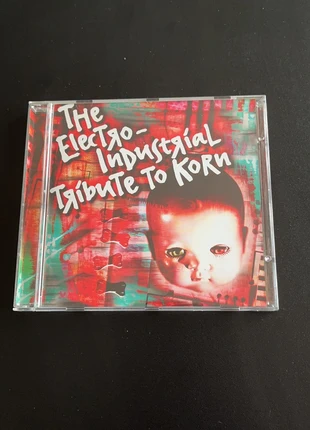 THE
ELECTRO-
INDUSTRIAL
TRIBUTE TO KORN